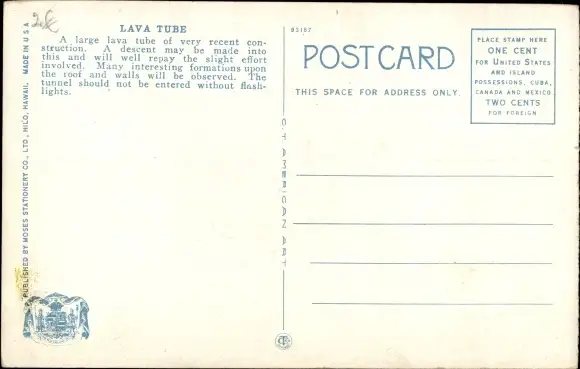 LAVA TUBE
A large lava tube of very recent con-
struction. A descent may be made into
this and will well repay the slight effort
involved. Many interesting formations upon
the roof and walls will be observed. The
tunnel should not be entered without flash-
lights.
PUBLISHED BY MOSES STATIONERY CO., LTD., HILO, HAWAII. MADE IN U.S.A
93187
POSTCARD
THIS SPACE FOR ADDRESS ONLY.
PLACE STAMP HERE
ONE CENT
FOR UNITED STATES
AND ISLAND
POSSESSIONS, CUBA,
CANADA AND MEXICO
TWO CENTS
FOR FOREIGN
C.T. AMERICAN ART